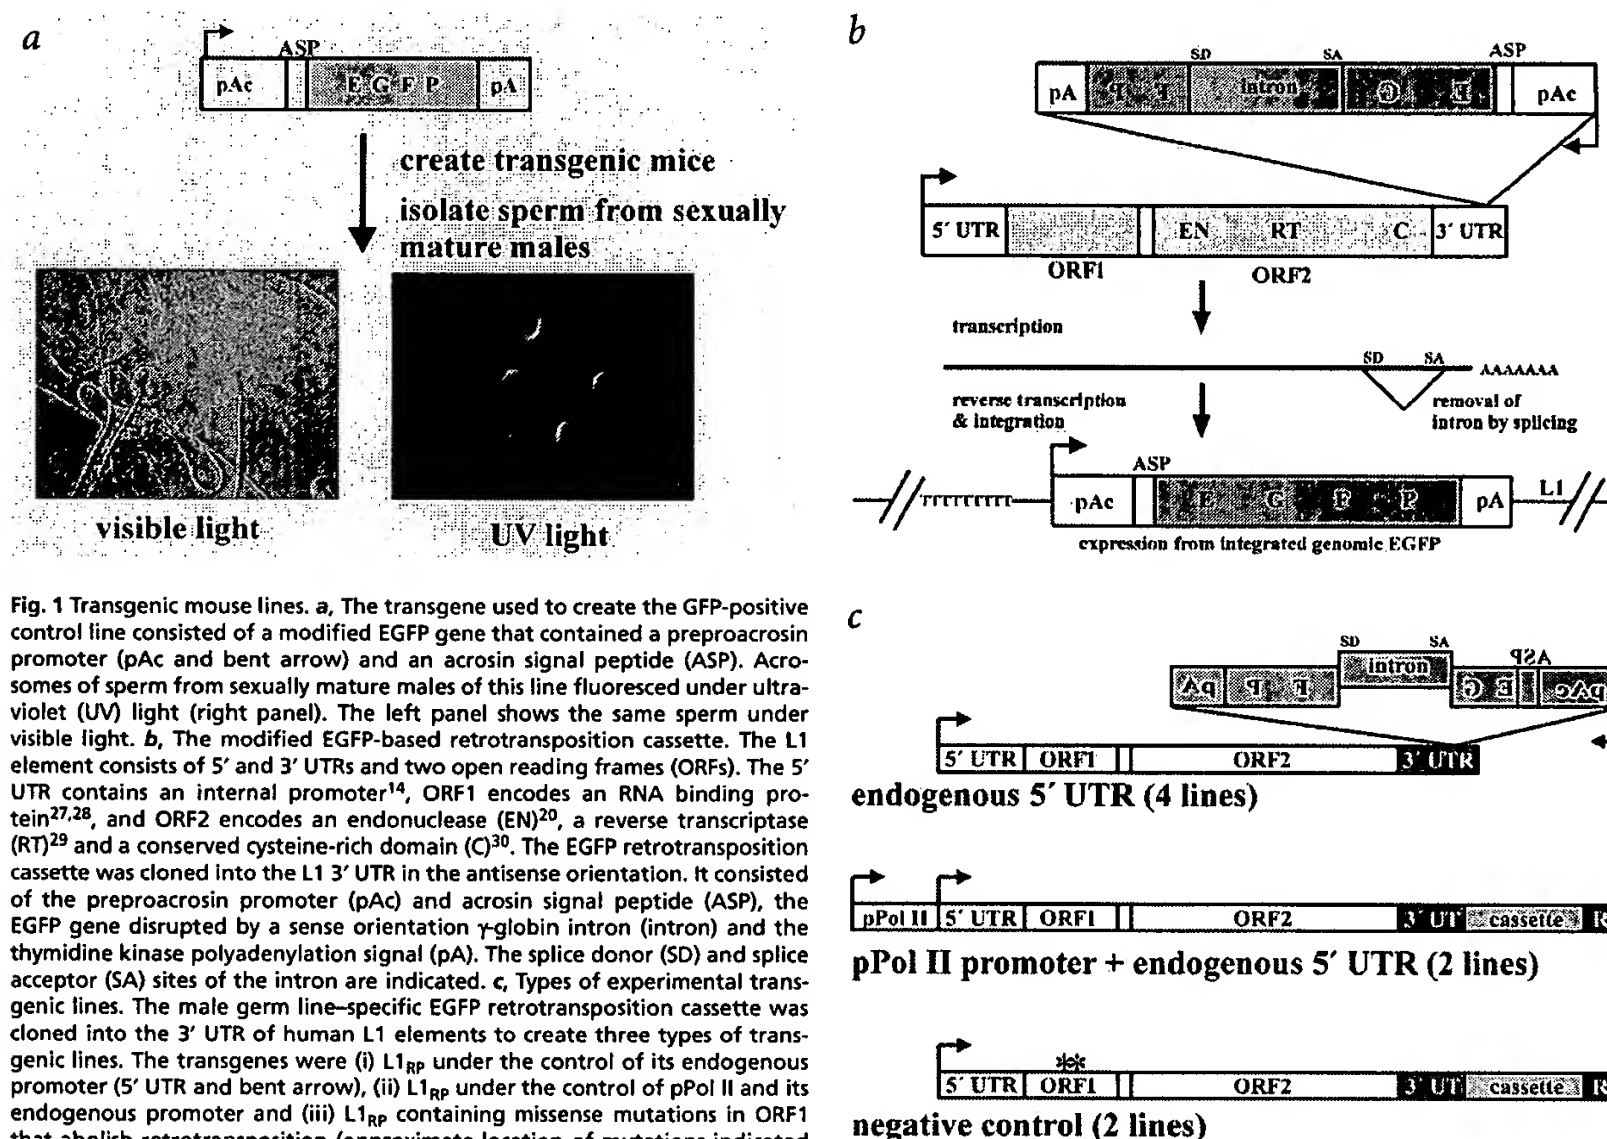 a
ASP
pAc E G F P pA
create transgenic mice
isolate sperm from sexually
mature males
visible light
UV light
Fig. 1 Transgenic mouse lines. a, The transgene used to create the GFP-positive
control line consisted of a modified EGFP gene that contained a preproacrosin
promoter (pAc and bent arrow) and an acrosin signal peptide (ASP). Acro-
somes of sperm from sexually mature males of this line fluoresced under ultra-
violet (UV) light (right panel). The left panel shows the same sperm under
visible light. b, The modified EGFP-based retrotransposition cassette. The L1
element consists of 5′ and 3′ UTRs and two open reading frames (ORFs). The 5′
UTR contains an internal promoter14, ORF1 encodes an RNA binding pro-
tein27,28, and ORF2 encodes an endonuclease (EN)20, a reverse transcriptase
(RT)29 and a conserved cysteine-rich domain (C)30. The EGFP retrotransposition
cassette was cloned into the L1 3′ UTR in the antisense orientation. It consisted
of the preproacrosin promoter (pAc) and acrosin signal peptide (ASP), the
EGFP gene disrupted by a sense orientation γ-globin intron (intron) and the
thymidine kinase polyadenylation signal (pA). The splice donor (SD) and splice
acceptor (SA) sites of the intron are indicated. c, Types of experimental trans-
genic lines. The male germ line–specific EGFP retrotransposition cassette was
cloned into the 3′ UTR of human L1 elements to create three types of trans-
genic lines. The transgenes were (i) L1RP under the control of its endogenous
promoter (5′ UTR and bent arrow), (ii) L1RP under the control of pPol II and its
endogenous promoter and (iii) L1RP containing missense mutations in ORF1
that abolish retrotransposition (approximate location of mutations indicated
b
SD SA ASP
pA P F intron G E pAc
5′ UTR EN RT C 3′ UTR
ORF1 ORF2
transcription
SD SA
AAAAAAA
reverse transcription removal of
& integration intron by splicing
ASP
TTTTTTTTT pAc E G F P pA L1
expression from integrated genomic EGFP
c
SD SA ASP
pA P F intron G E pAc
5′ UTR ORF1 ORF2 3′ UTR
endogenous 5′ UTR (4 lines)
pPol II 5′ UTR ORF1 ORF2 3′ UT cassette R
pPol II promoter + endogenous 5′ UTR (2 lines)
**
5′ UTR ORF1 ORF2 3′ UT cassette R
negative control (2 lines)